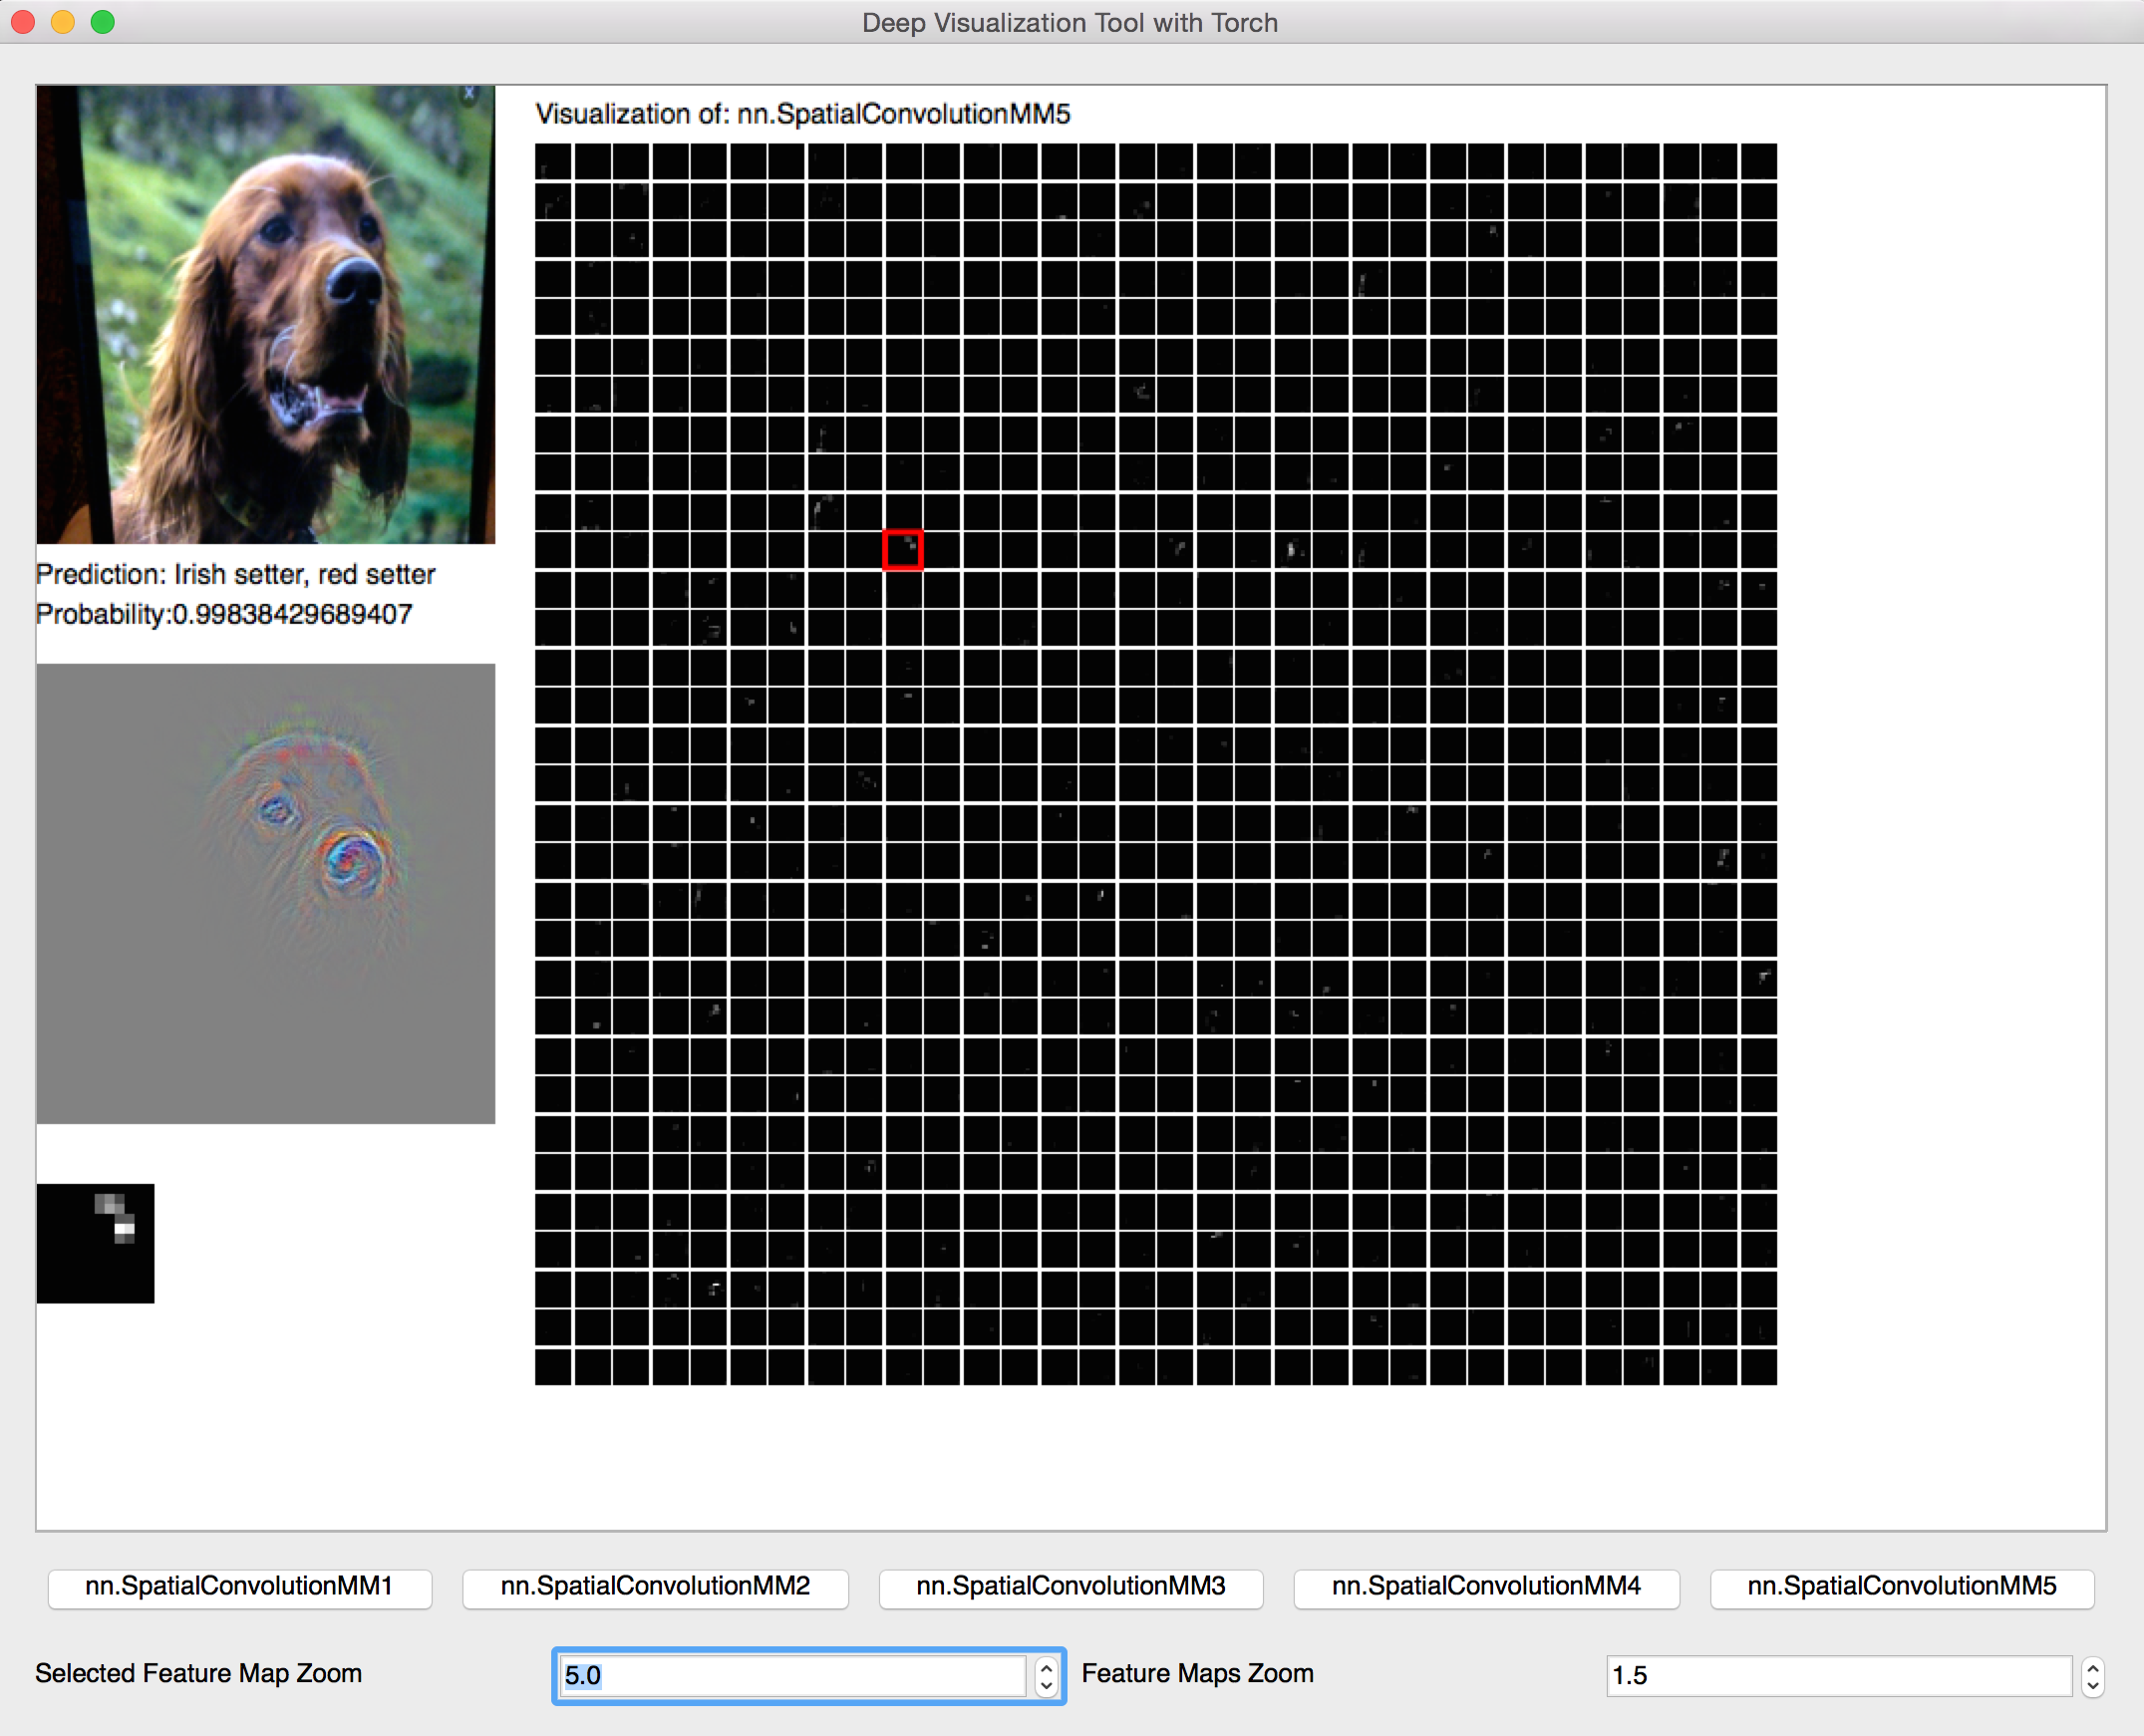 Deep Visualization Tool with Torch
Visualization of: nn.SpatialConvolutionMM5
Prediction: Irish setter, red setter
Probability:0.99838429689407
nn.SpatialConvolutionMM1
nn.SpatialConvolutionMM2
nn.SpatialConvolutionMM3
nn.SpatialConvolutionMM4
nn.SpatialConvolutionMM5
Selected Feature Map Zoom
5.0
Feature Maps Zoom
1.5